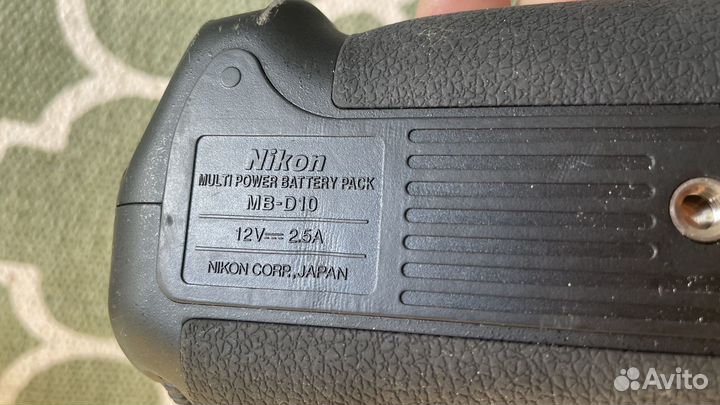 Nikon
MULTI POWER BATTERY PACK
MB-D10
12V⎓ 2.5A
NIKON CORP., JAPAN
Avito